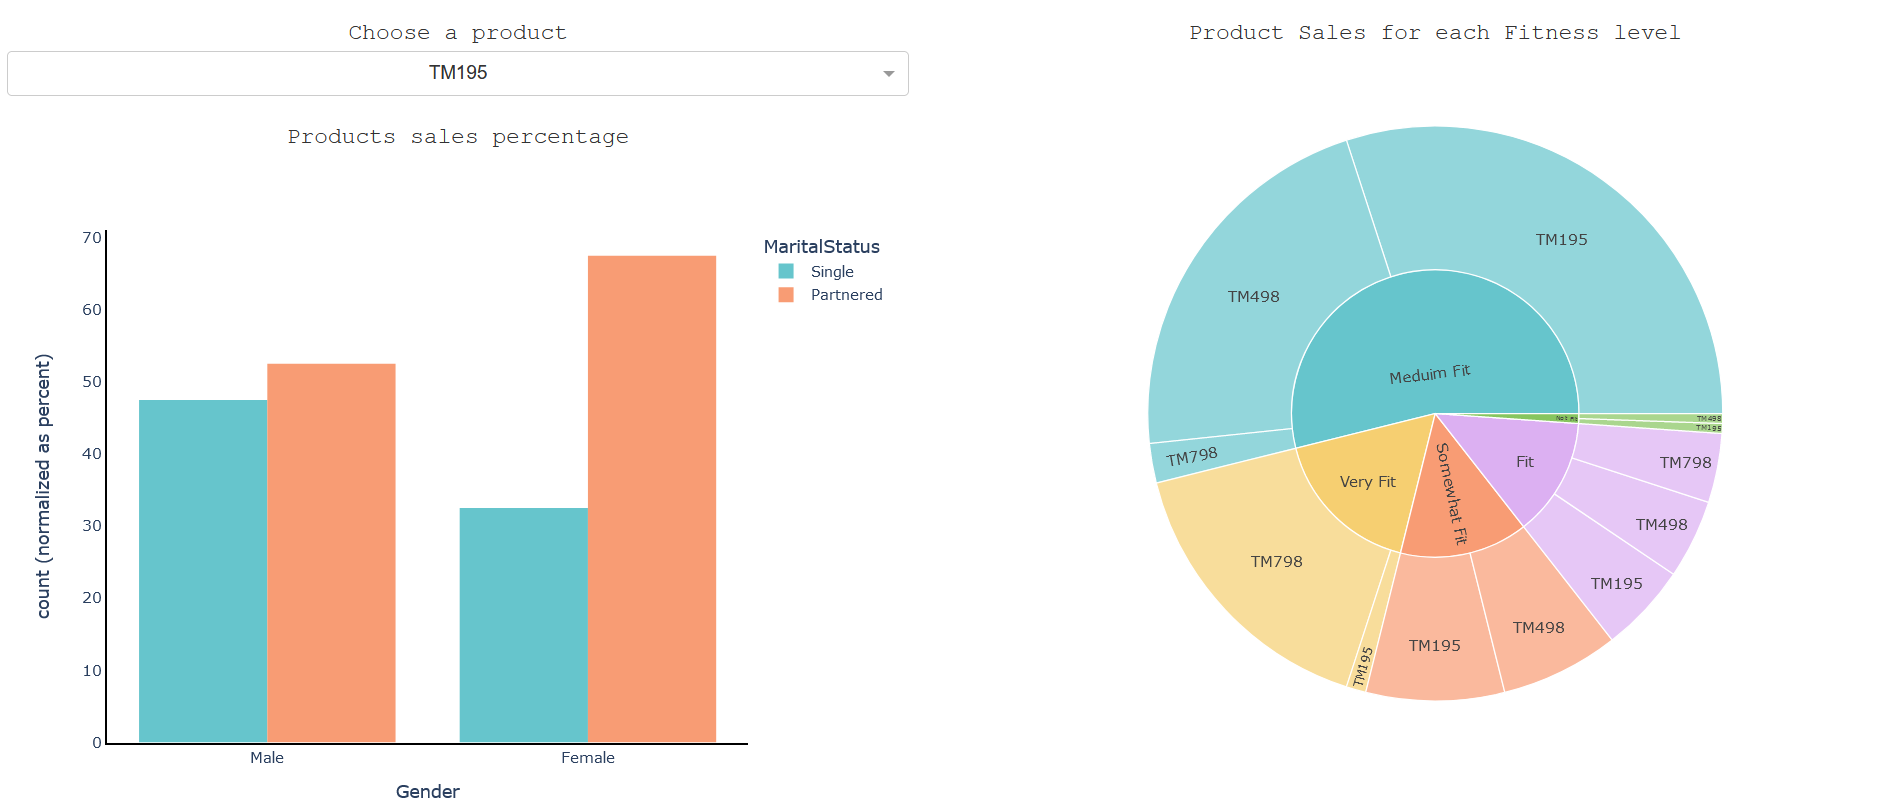 Choose a product
TM195
Products sales percentage
70
60
50
40
30
20
10
0
count (normalized as percent)
Male
Female
Gender
MaritalStatus
Single
Partnered
Product Sales for each Fitness level
TM195
TM498
Meduim Fit
TM798
Very Fit
TM798
TM195
Somewhat Fit
TM195
TM498
Fit
TM798
TM498
TM195
TM498
TM195